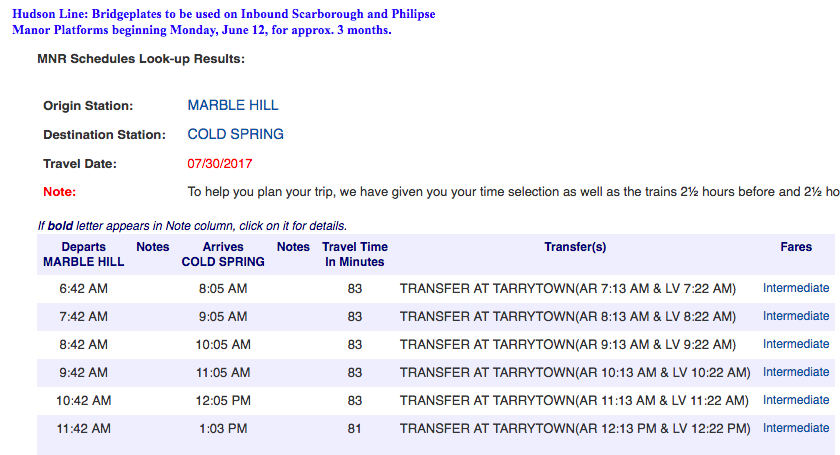 Hudson Line: Bridgeplates to be used on Inbound Scarborough and Philipse
Manor Platforms beginning Monday, June 12, for approx. 3 months.
MNR Schedules Look-up Results:
Origin Station: MARBLE HILL
Destination Station: COLD SPRING
Travel Date: 07/30/2017
Note: To help you plan your trip, we have given you your time selection as well as the trains 2½ hours before and 2½ ho
If bold letter appears in Note column, click on it for details.
Departs Notes Arrives Notes Travel Time Transfer(s) Fares
MARBLE HILL COLD SPRING In Minutes
6:42 AM 8:05 AM 83 TRANSFER AT TARRYTOWN(AR 7:13 AM & LV 7:22 AM) Intermediate
7:42 AM 9:05 AM 83 TRANSFER AT TARRYTOWN(AR 8:13 AM & LV 8:22 AM) Intermediate
8:42 AM 10:05 AM 83 TRANSFER AT TARRYTOWN(AR 9:13 AM & LV 9:22 AM) Intermediate
9:42 AM 11:05 AM 83 TRANSFER AT TARRYTOWN(AR 10:13 AM & LV 10:22 AM) Intermediate
10:42 AM 12:05 PM 83 TRANSFER AT TARRYTOWN(AR 11:13 AM & LV 11:22 AM) Intermediate
11:42 AM 1:03 PM 81 TRANSFER AT TARRYTOWN(AR 12:13 PM & LV 12:22 PM) Intermediate